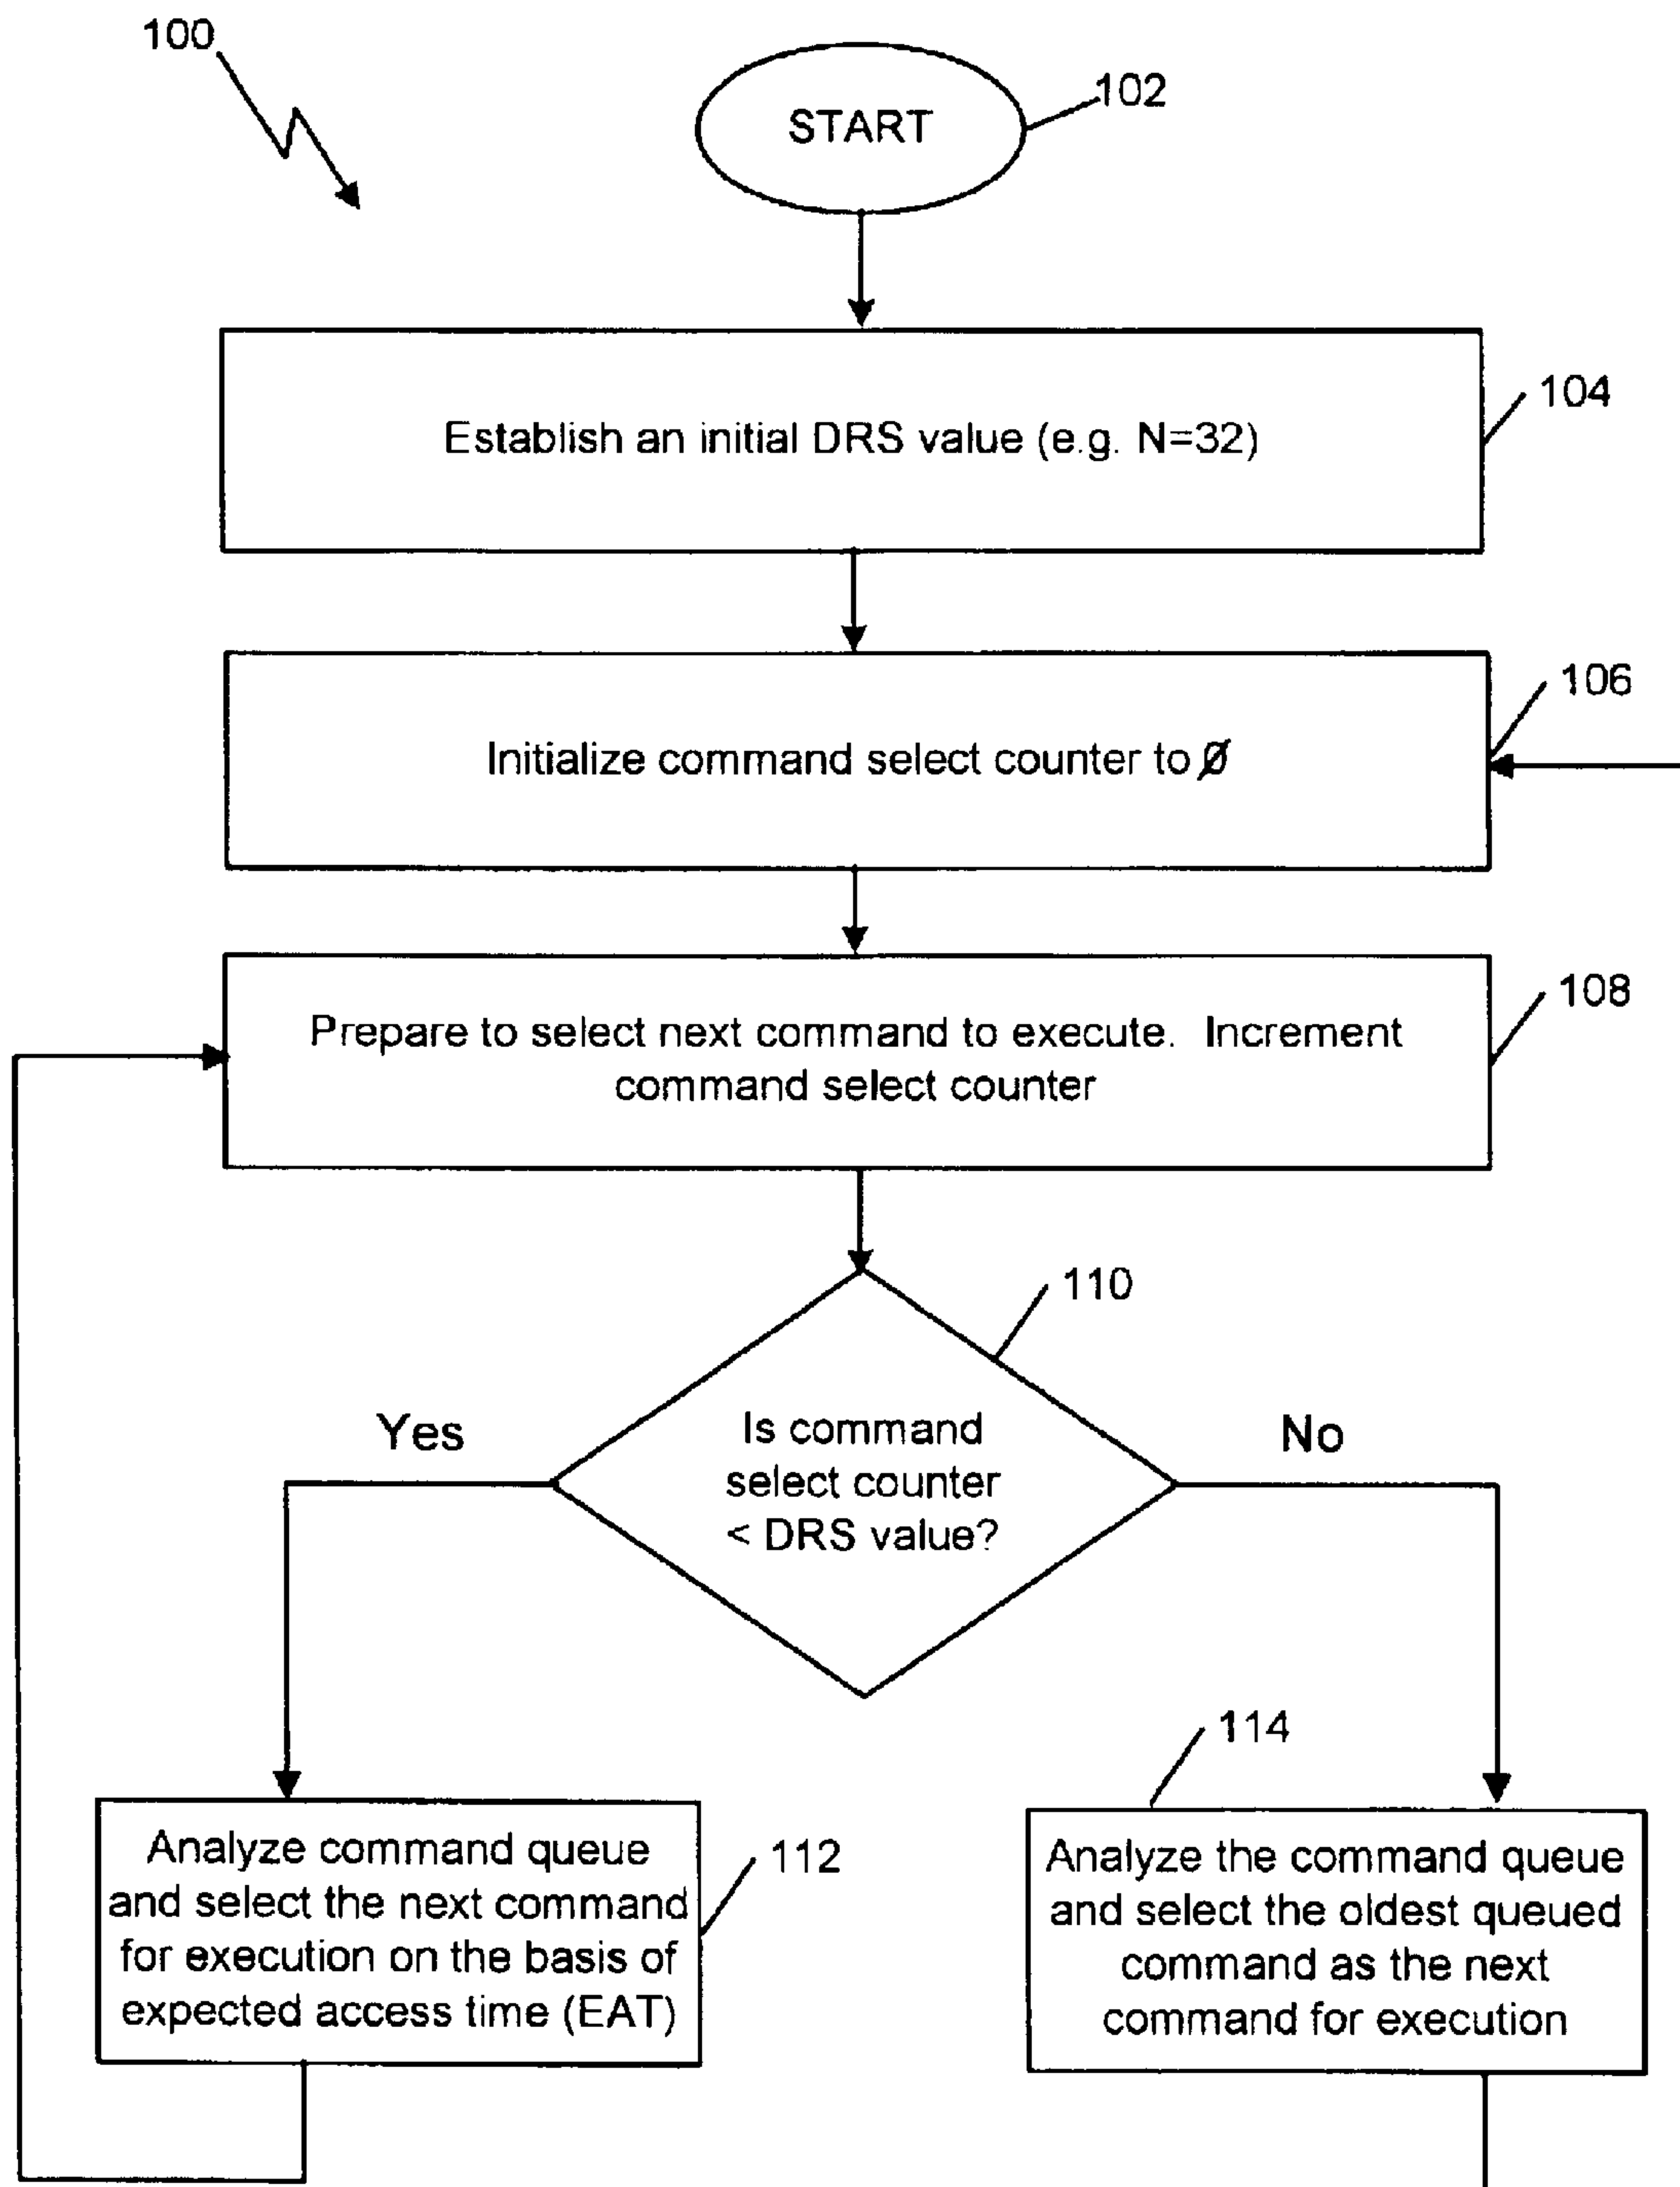 100
START
102
Establish an initial DRS value (e.g. N=32)
104
Initialize command select counter to Ø
106
Prepare to select next command to execute. Increment
command select counter
108
110
Is command
select counter
< DRS value?
Yes
No
114
Analyze command queue
and select the next command
for execution on the basis of
expected access time (EAT)
112
Analyze the command queue
and select the oldest queued
command as the next
command for execution